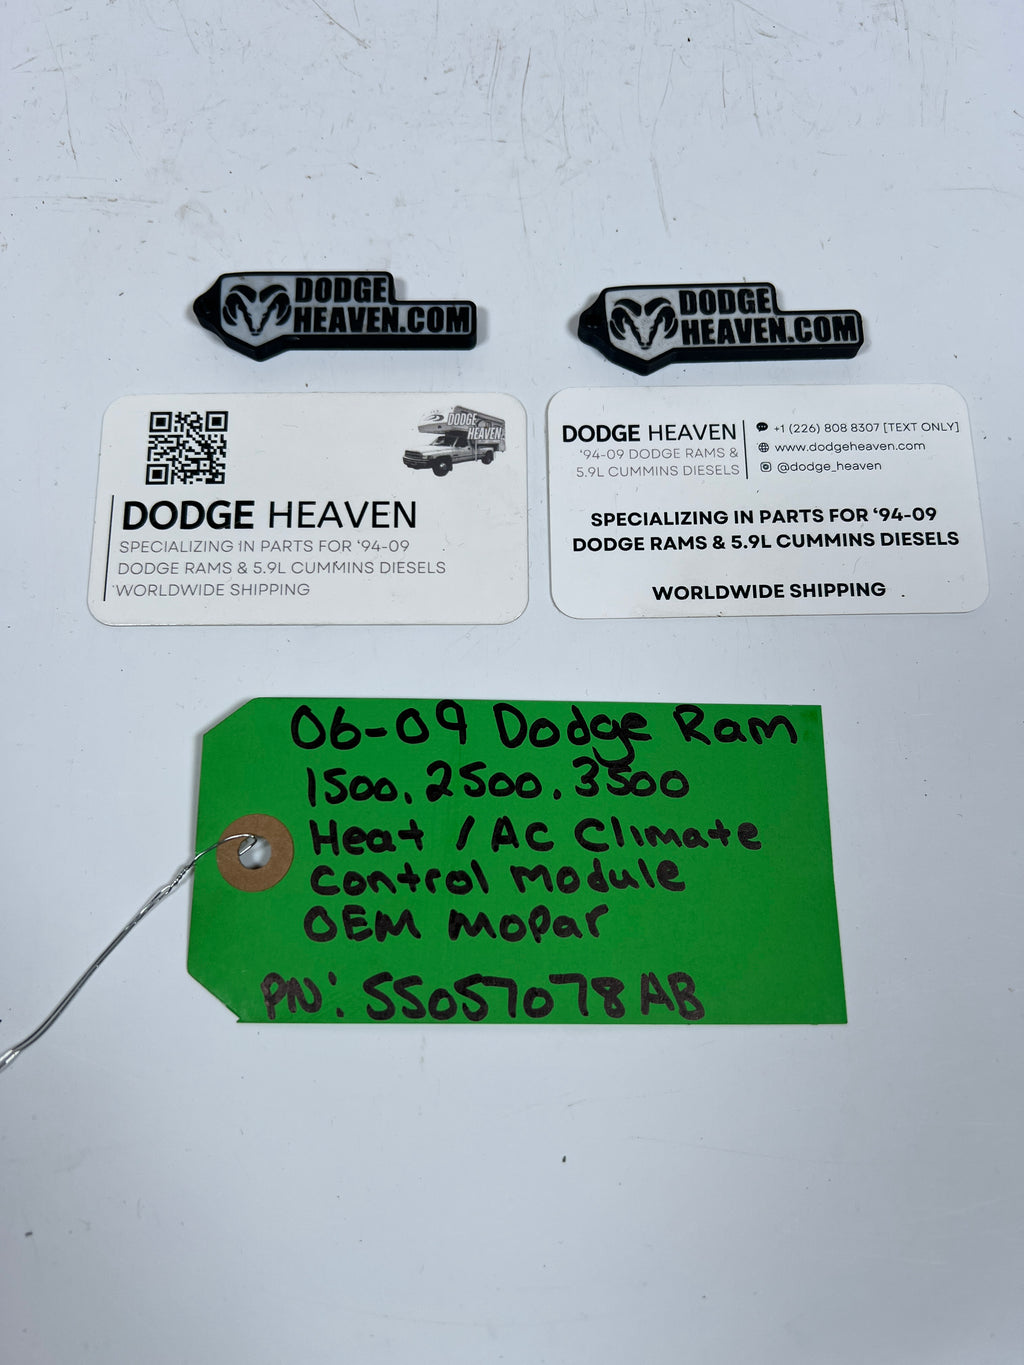 DODGE
HEAVEN.COM
DODGE
HEAVEN.COM
DODGE
HEAVEN
DODGE HEAVEN
SPECIALIZING IN PARTS FOR ‘94-09
DODGE RAMS & 5.9L CUMMINS DIESELS
WORLDWIDE SHIPPING
DODGE HEAVEN
‘94-09 DODGE RAMS &
5.9L CUMMINS DIESELS
+1 (226) 808 8307 [TEXT ONLY]
www.dodgeheaven.com
@dodge_heaven
SPECIALIZING IN PARTS FOR ‘94-09
DODGE RAMS & 5.9L CUMMINS DIESELS
WORLDWIDE SHIPPING
06-09 Dodge Ram
1500, 2500, 3500
Heat / AC Climate
control module
OEM mopar
PN: 55057078AB